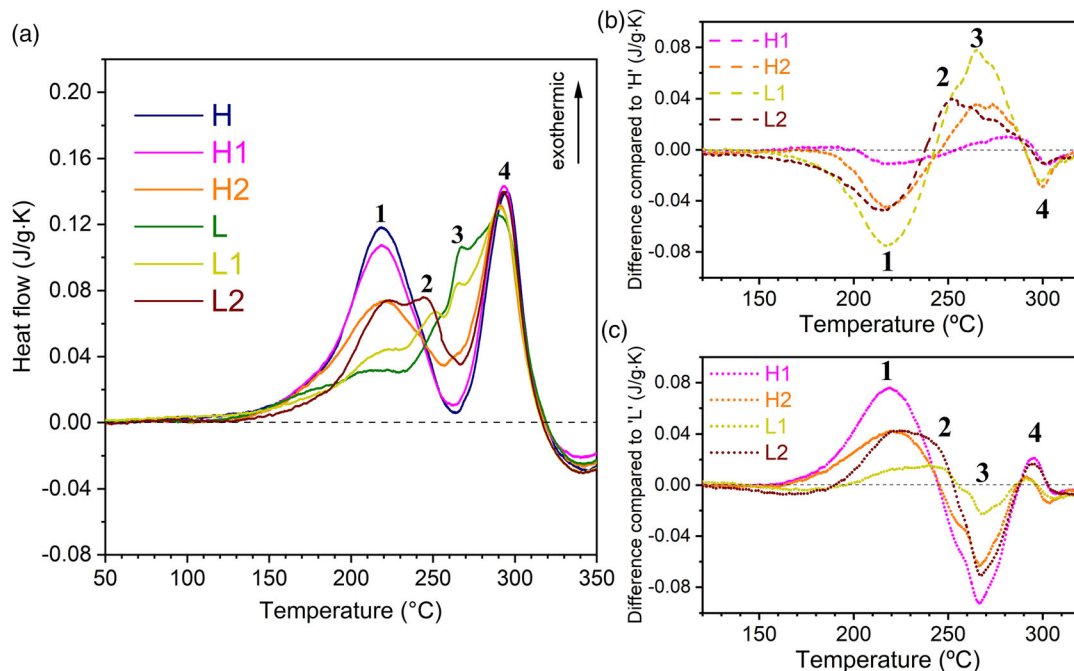 (a)
Heat flow (J/g·K)
0.20
0.16
0.12
0.08
0.04
0.00
-0.04
-0.08
H
H1
H2
L
L1
L2
exothermic
1
2
3
4
50
100
150
200
250
300
350
Temperature (°C)
(b)
Difference compared to 'H' (J/g·K)
0.08
0.04
0.00
-0.04
-0.08
H1
H2
L1
L2
1
2
3
4
150
200
250
300
Temperature (ºC)
(c)
Difference compared to 'L' (J/g·K)
0.08
0.04
0.00
-0.04
-0.08
H1
H2
L1
L2
1
2
3
4
150
200
250
300
Temperature (ºC)